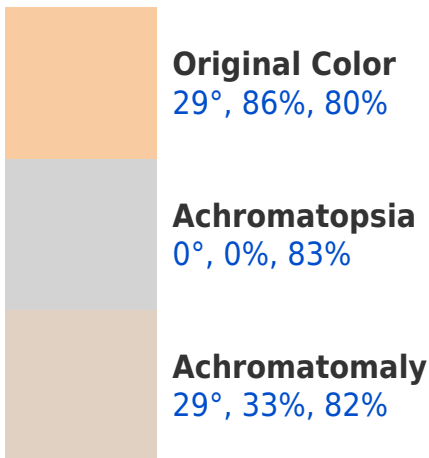 Original Color
29°, 86%, 80%
Achromatopsia
0°, 0%, 83%
Achromatomaly
29°, 33%, 82%